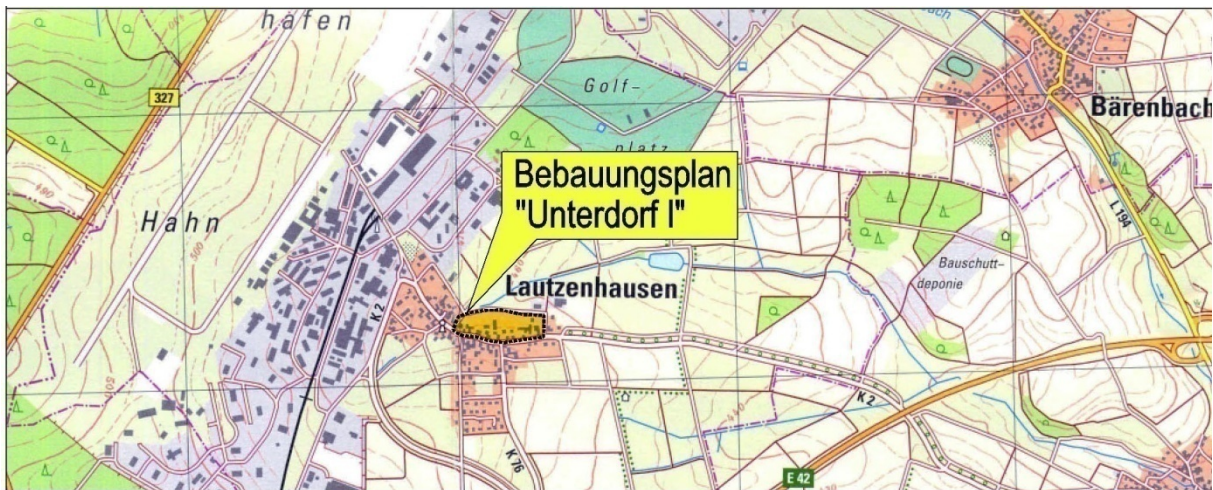 hafen
Golf-
platz
327
Bärenbach
Hahn
Bebauungsplan
"Unterdorf I"
L 194
Lautzenhausen
Bauschutt-
deponie
K 2
K 2
K 76
E 42